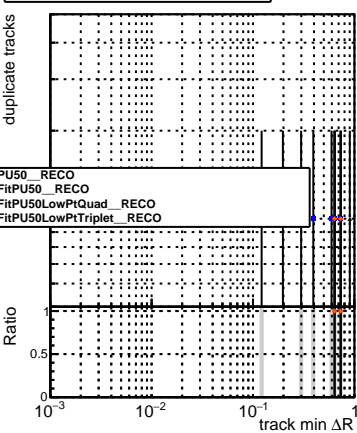 duplicate tracks
PU50__RECO
FitPU50__RECO
FitPU50LowPtQuad__RECO
FitPU50LowPtTriplet__RECO
Ratio
1
0.5
0
10⁻³ 10⁻² 10⁻¹ 1
track min ΔR